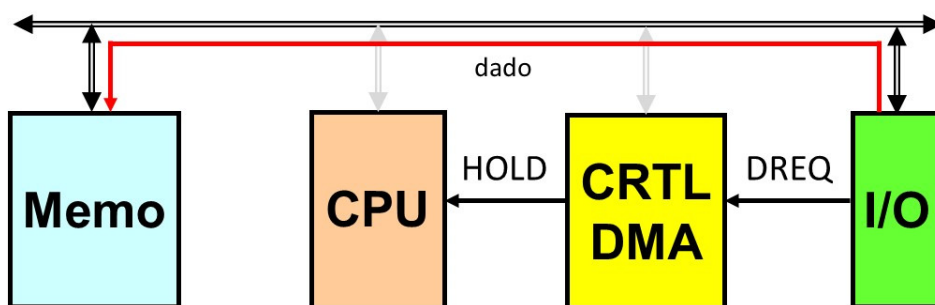 dado
Memo
CPU
HOLD
CRTL
DMA
DREQ
I/O